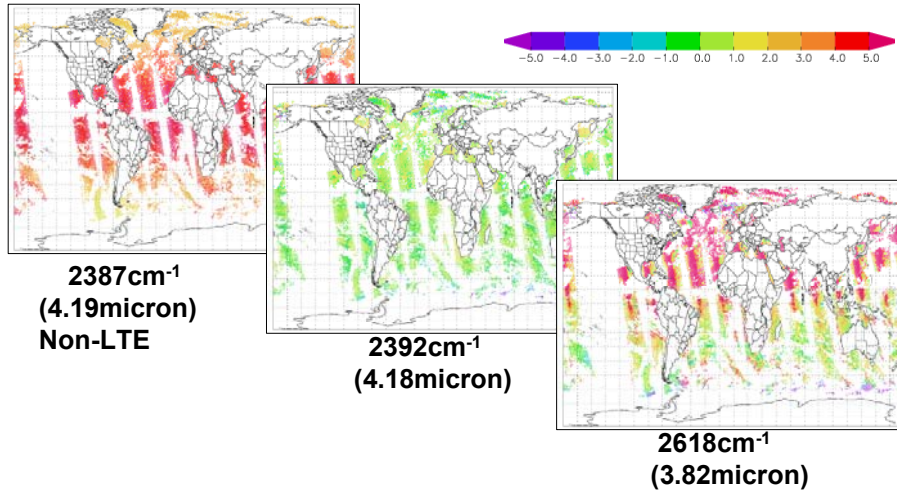 −5.0 −4.0 −3.0 −2.0 −1.0 0.0 1.0 2.0 3.0 4.0 5.0
2387cm⁻¹
(4.19micron)
Non-LTE
2392cm⁻¹
(4.18micron)
2618cm⁻¹
(3.82micron)